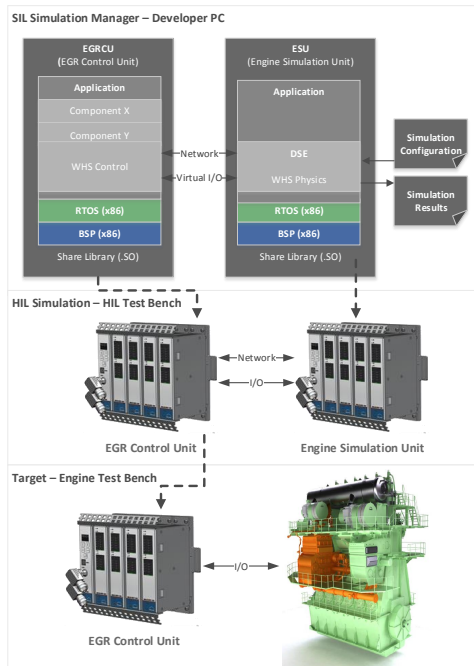 SIL Simulation Manager – Developer PC
EGRCU
(EGR Control Unit)
Application
Component X
Component Y
WHS Control
RTOS (x86)
BSP (x86)
Share Library (.SO)
Network
Virtual I/O
ESU
(Engine Simulation Unit)
Application
DSE
WHS Physics
RTOS (x86)
BSP (x86)
Share Library (.SO)
Simulation
Configuration
Simulation
Results
HIL Simulation – HIL Test Bench
Network
I/O
EGR Control Unit
Engine Simulation Unit
Target – Engine Test Bench
I/O
EGR Control Unit